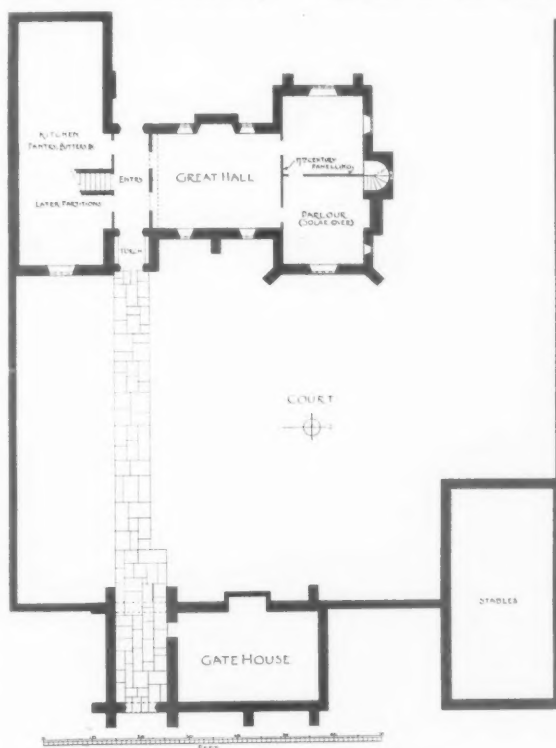 KITCHEN
PANTRY, BUTTERY &c
LATER PARTITIONS
ENTRY
PORCH
GREAT HALL
17TH CENTURY
PANELLING
PARLOUR
(SOLAR OVER)
COURT
STABLES
GATE HOUSE
FEET